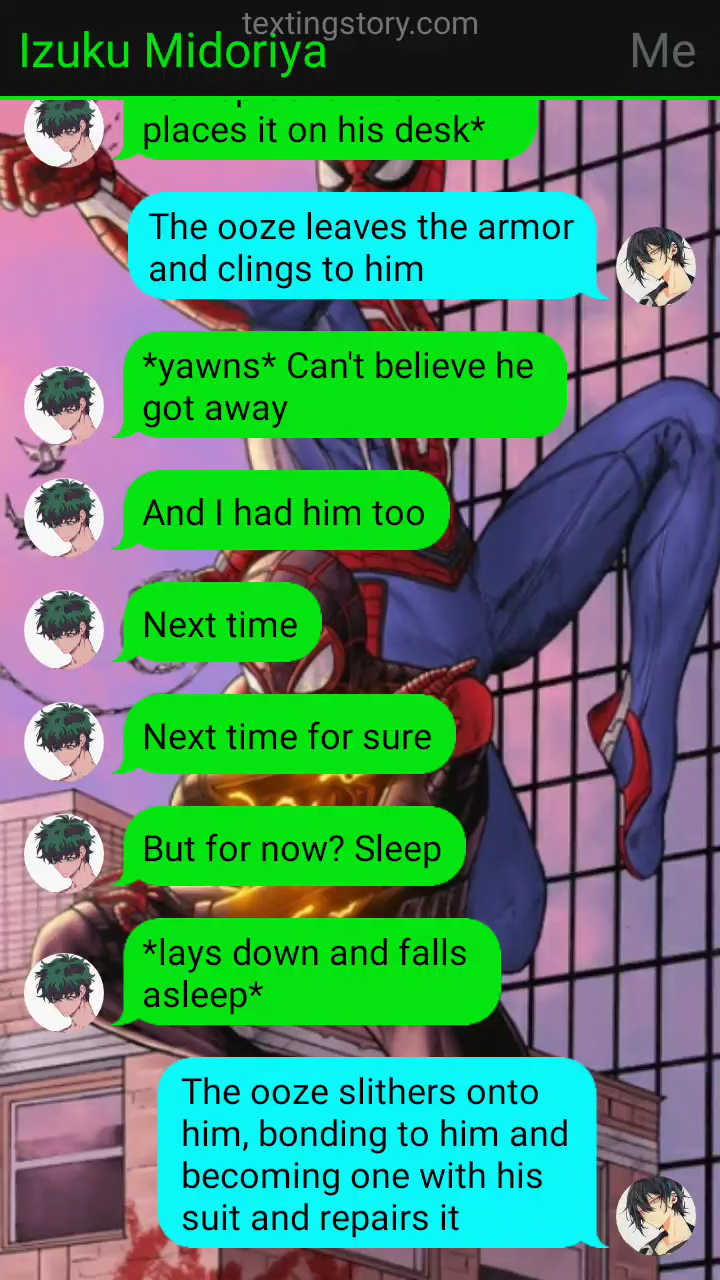 textingstory.com
Izuku Midoriya
Me
places it on his desk*
The ooze leaves the armor
and clings to him
*yawns* Can't believe he
got away
And I had him too
Next time
Next time for sure
But for now? Sleep
*lays down and falls
asleep*
The ooze slithers onto
him, bonding to him and
becoming one with his
suit and repairs it